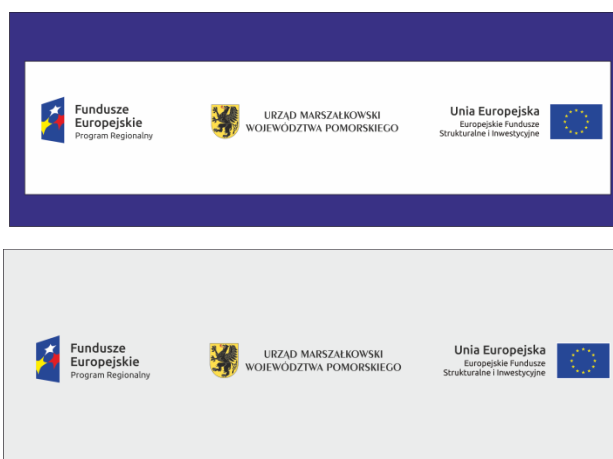 Fundusze
Europejskie
Program Regionalny
URZĄD MARSZAŁKOWSKI
WOJEWÓDZTWA POMORSKIEGO
Unia Europejska
Europejskie Fundusze
Strukturalne i Inwestycyjne
Fundusze
Europejskie
Program Regionalny
URZĄD MARSZAŁKOWSKI
WOJEWÓDZTWA POMORSKIEGO
Unia Europejska
Europejskie Fundusze
Strukturalne i Inwestycyjne